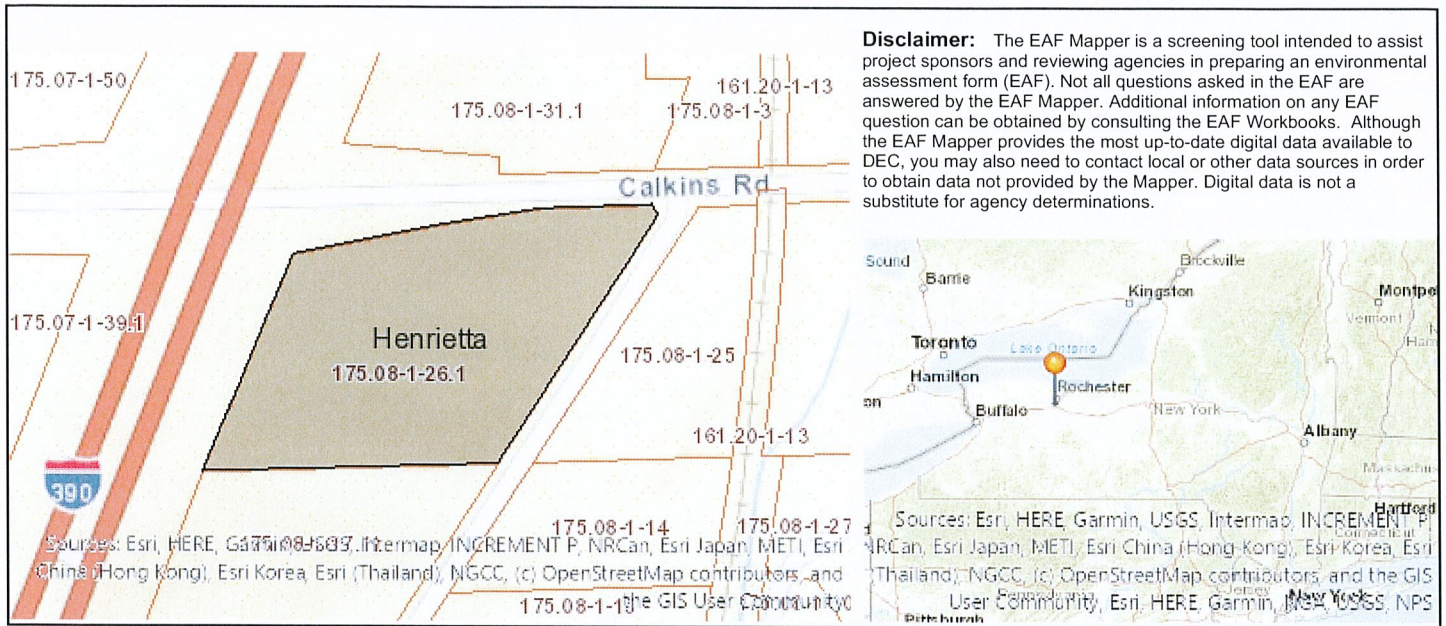 175.07-1-50
161.20-1-13
175.08-1-31.1
175.08-1-3
Calkins Rd
175.07-1-39.1
Henrietta
175.08-1-26.1
175.08-1-25
161.20-1-13
390
175.08-1-14
175.08-1-27
Sources: Esri, HERE, Garmin, USGS, Intermap, INCREMENT P, NRCan, Esri Japan, METI, Esri
China (Hong Kong), Esri Korea, Esri (Thailand), NGCC, (c) OpenStreetMap contributors, and
the GIS User Community
Disclaimer: The EAF Mapper is a screening tool intended to assist
project sponsors and reviewing agencies in preparing an environmental
assessment form (EAF). Not all questions asked in the EAF are
answered by the EAF Mapper. Additional information on any EAF
question can be obtained by consulting the EAF Workbooks. Although
the EAF Mapper provides the most up-to-date digital data available to
DEC, you may also need to contact local or other data sources in order
to obtain data not provided by the Mapper. Digital data is not a
substitute for agency determinations.
Sound
Barrie
Brockville
Kingston
Montpe
Vermont
Toronto
Lake Ontario
Ham
Hamilton
Rochester
on
Buffalo
New York
Albany
Hartford
Connecticut
Sources: Esri, HERE, Garmin, USGS, Intermap, INCREMENT P,
NRCan, Esri Japan, METI, Esri China (Hong Kong), Esri Korea, Esri
(Thailand), NGCC, (c) OpenStreetMap contributors, and the GIS
User Community, Esri, HERE, Garmin, NGA, USGS, NPS
New York
Pittsburgh